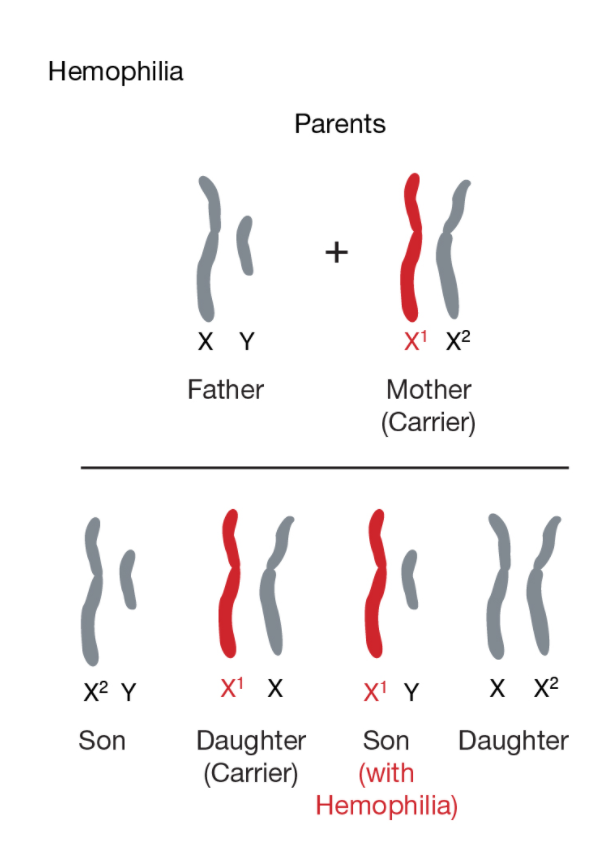 Hemophilia
Parents
+
X Y
X¹ X²
Father
Mother
(Carrier)
X² Y
X¹ X
X¹ Y
X X²
Son
Daughter
(Carrier)
Son
(with
Hemophilia)
Daughter